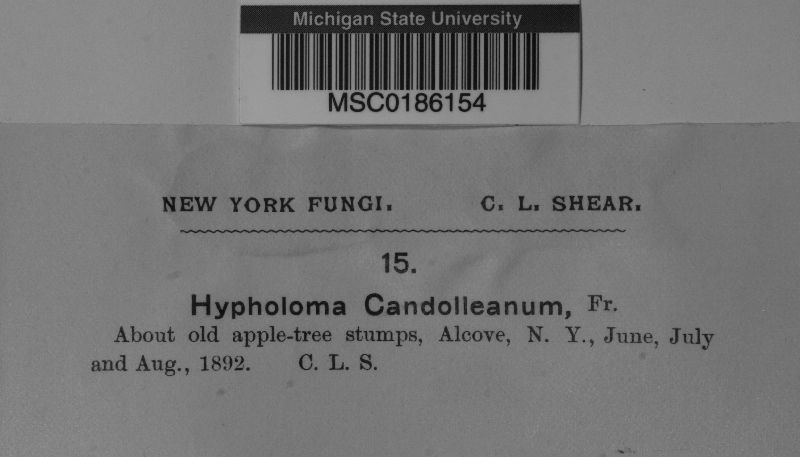 Michigan State University
MSC0186154
NEW YORK FUNGI. C. L. SHEAR.
15.
Hypholoma Candolleanum, Fr.
About old apple-tree stumps, Alcove, N. Y., June, July
and Aug., 1892. C. L. S.